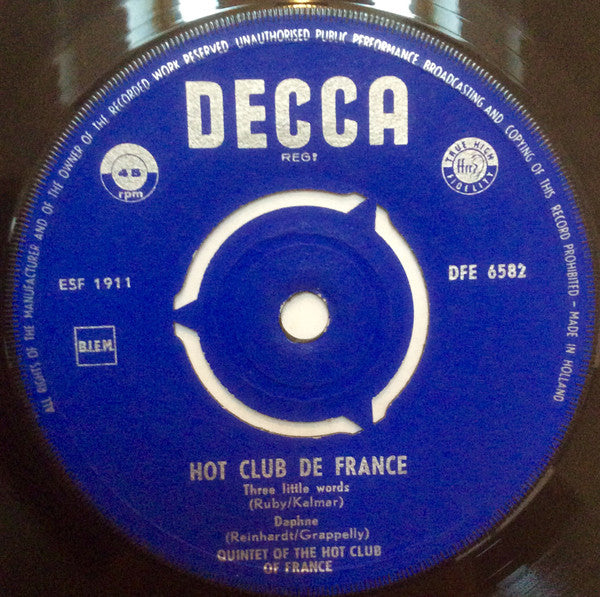 ALL RIGHTS OF THE MANUFACTURER AND OF THE OWNER OF THE RECORDED WORK RESERVED UNAUTHORISED PUBLIC PERFORMANCE BROADCASTING AND COPYING OF THIS RECORD PROHIBITED - MADE IN HOLLAND
DECCA
REGD
45
rpm
TRUE HIGH
FIDELITY
ESF 1911
DFE 6582
B.I.E.M.
HOT CLUB DE FRANCE
Three little words
(Ruby/Kalmar)
Daphne
(Reinhardt/Grappelly)
QUINTET OF THE HOT CLUB
OF FRANCE